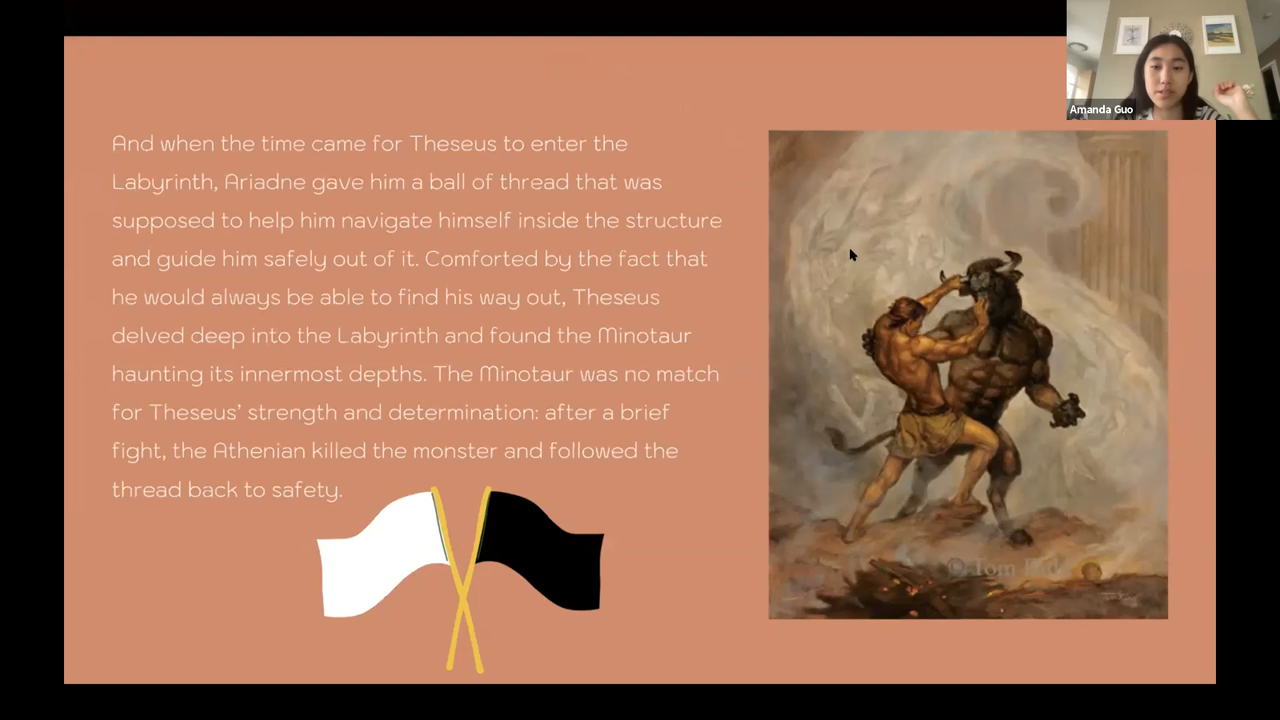 Amanda Guo
And when the time came for Theseus to enter the
Labyrinth, Ariadne gave him a ball of thread that was
supposed to help him navigate himself inside the structure
and guide him safely out of it. Comforted by the fact that
he would always be able to find his way out, Theseus
delved deep into the Labyrinth and found the Minotaur
haunting its innermost depths. The Minotaur was no match
for Theseus’ strength and determination: after a brief
fight, the Athenian killed the monster and followed the
thread back to safety.
© Tom